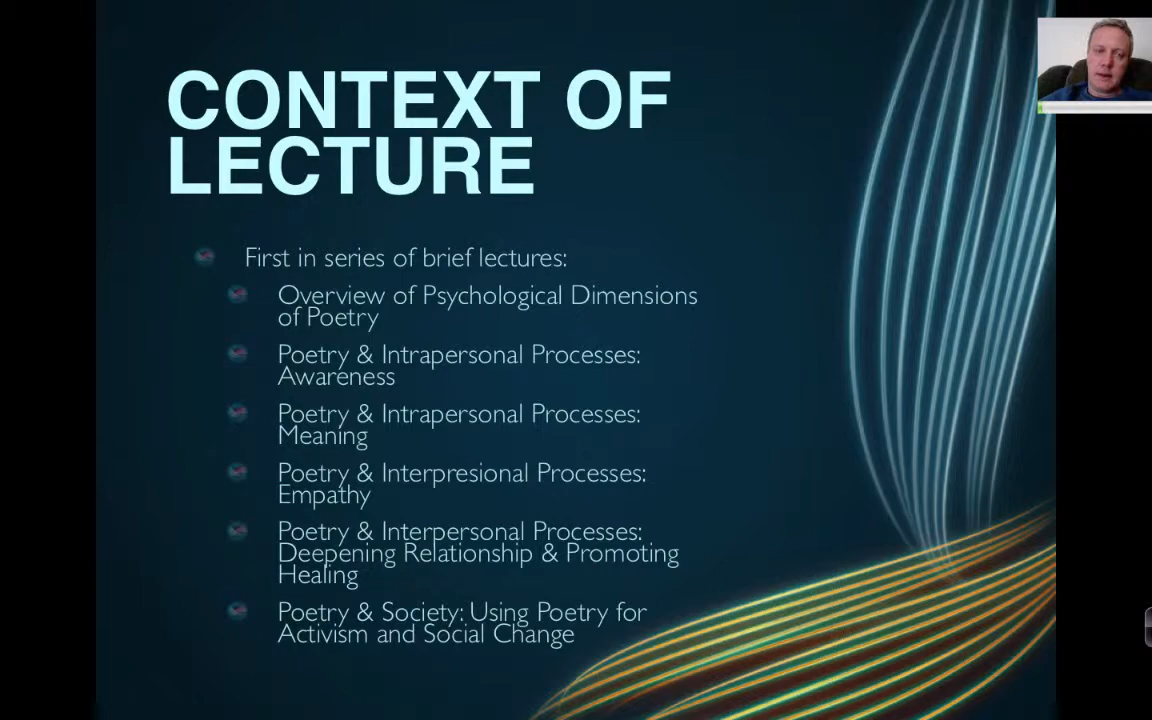 CONTEXT OF
LECTURE
First in series of brief lectures:
Overview of Psychological Dimensions
of Poetry
Poetry & Intrapersonal Processes:
Awareness
Poetry & Intrapersonal Processes:
Meaning
Poetry & Interpresional Processes:
Empathy
Poetry & Interpersonal Processes:
Deepening Relationship & Promoting
Healing
Poetry & Society: Using Poetry for
Activism and Social Change